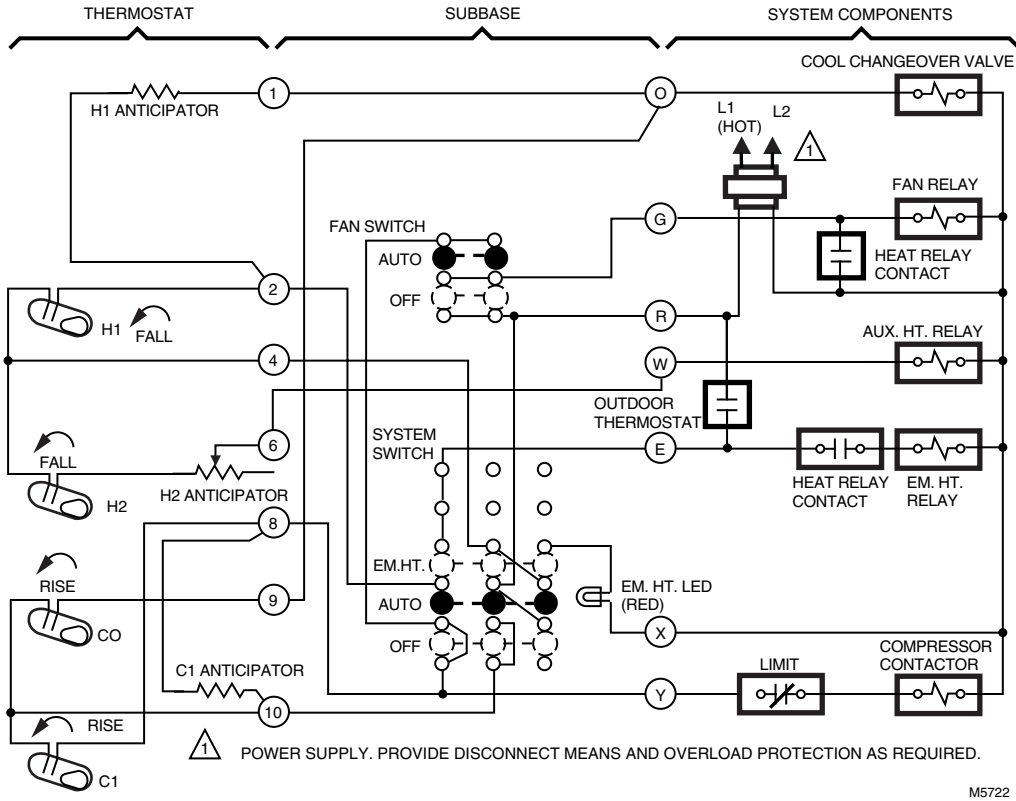 THERMOSTAT
SUBBASE
SYSTEM COMPONENTS
COOL CHANGEOVER VALVE
1
H1 ANTICIPATOR
O
L1
(HOT)
L2
1
FAN RELAY
FAN SWITCH
G
AUTO
HEAT RELAY
CONTACT
2
OFF
H1
FALL
R
AUX. HT. RELAY
4
W
OUTDOOR
THERMOSTAT
6
SYSTEM
SWITCH
FALL
E
H2 ANTICIPATOR
HEAT RELAY
CONTACT
EM. HT.
RELAY
H2
8
EM.HT.
RISE
EM. HT. LED
(RED)
9
AUTO
CO
X
OFF
C1 ANTICIPATOR
LIMIT
COMPRESSOR
CONTACTOR
Y
10
RISE
1
POWER SUPPLY. PROVIDE DISCONNECT MEANS AND OVERLOAD PROTECTION AS REQUIRED.
C1
M5722